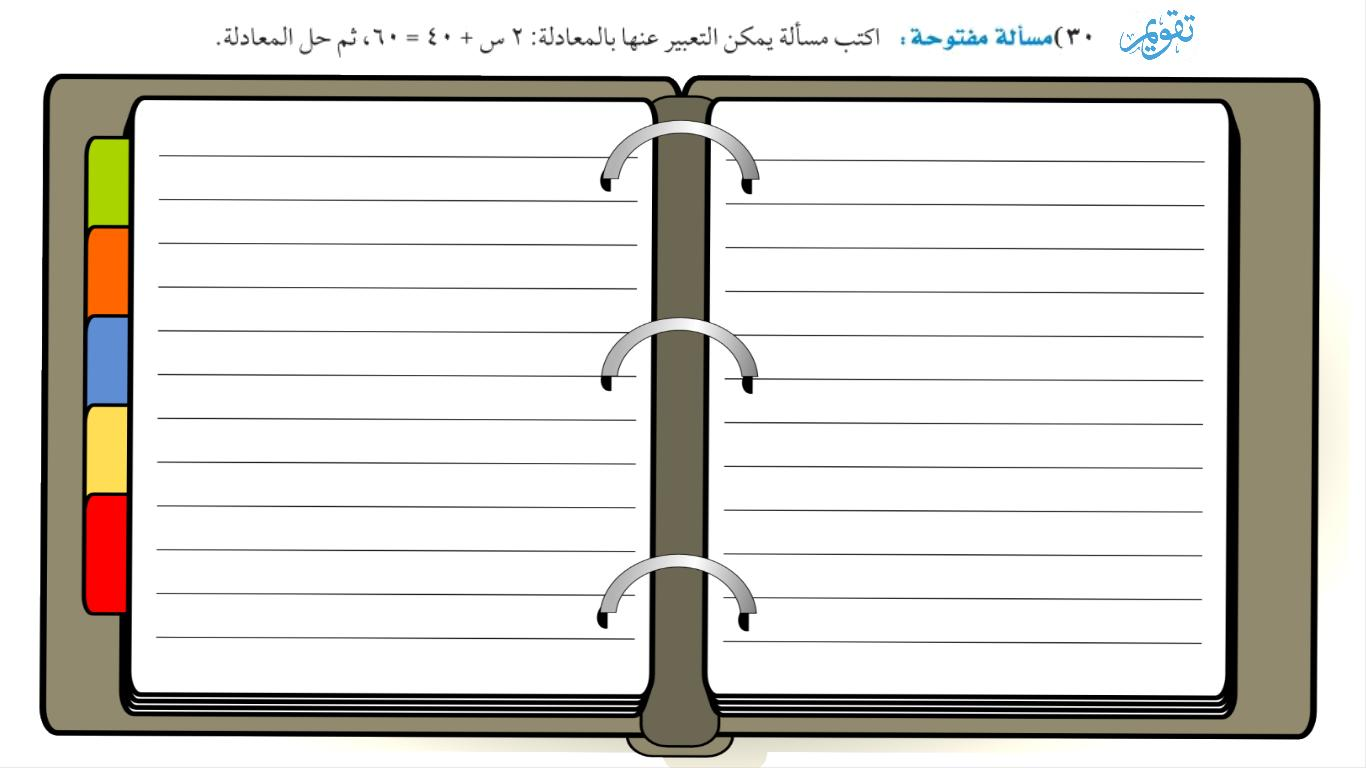 تقويم
٣٠) مسألة مفتوحة: اكتب مسألة يمكن التعبير عنها بالمعادلة: ٢ س + ٤٠ = ٦٠، ثم حل المعادلة.